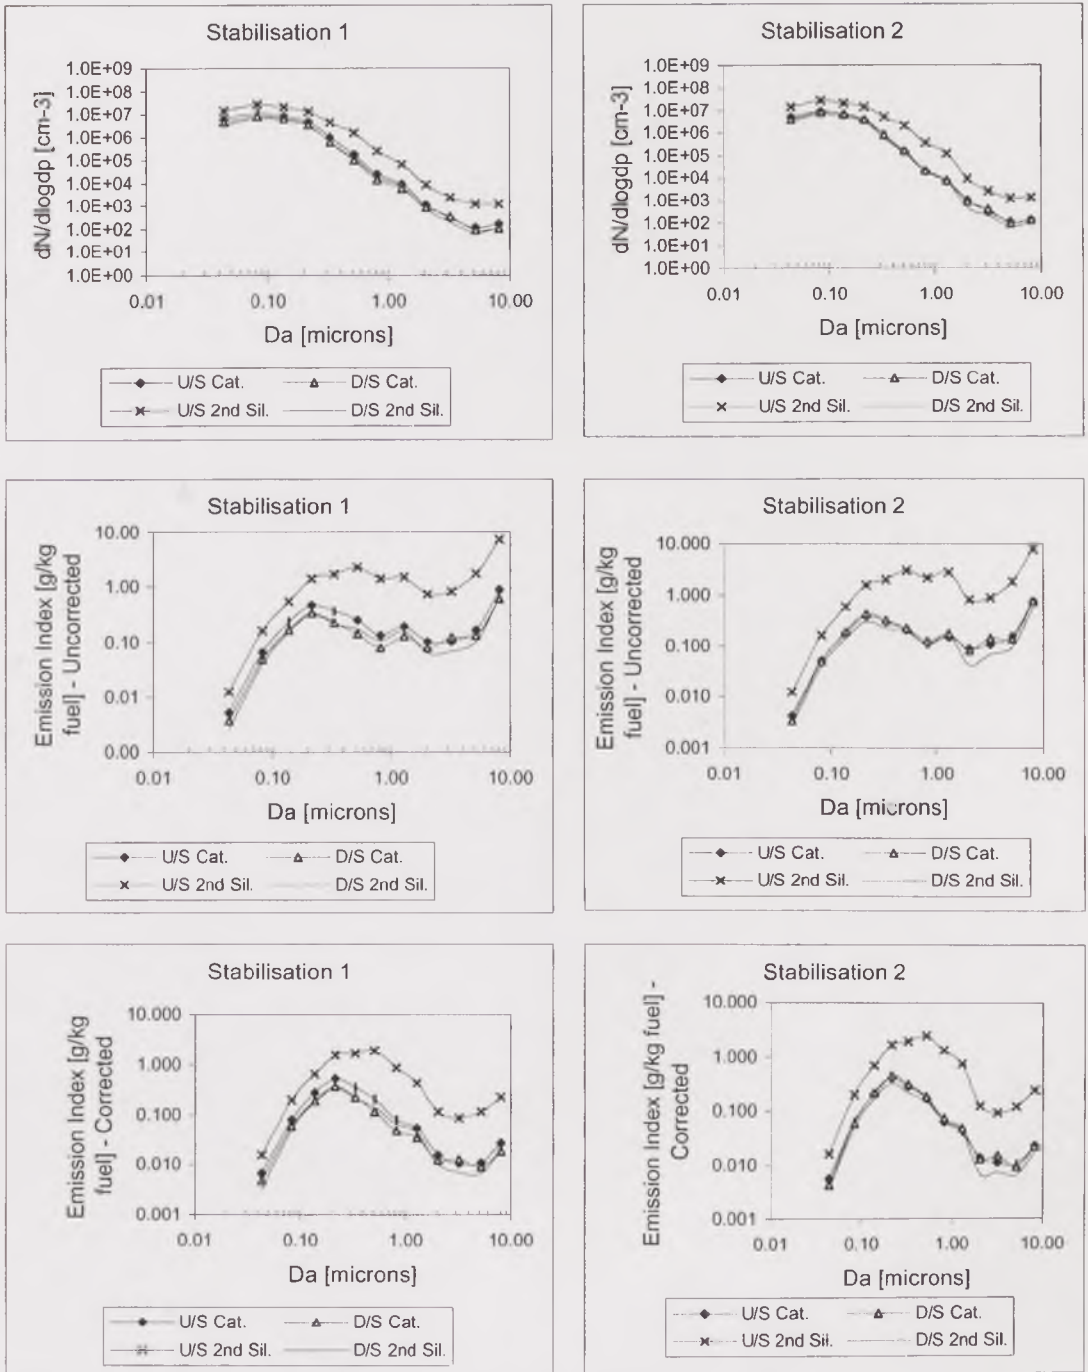 Stabilisation 1
dN/dlogdp [cm-3]
1.0E+09
1.0E+08
1.0E+07
1.0E+06
1.0E+05
1.0E+04
1.0E+03
1.0E+02
1.0E+01
1.0E+00
0.01 0.10 1.00 10.00
Da [microns]
U/S Cat. D/S Cat.
U/S 2nd Sil. D/S 2nd Sil.
Stabilisation 2
dN/dlogdp [cm-3]
1.0E+09
1.0E+08
1.0E+07
1.0E+06
1.0E+05
1.0E+04
1.0E+03
1.0E+02
1.0E+01
1.0E+00
0.01 0.10 1.00 10.00
Da [microns]
U/S Cat. D/S Cat.
U/S 2nd Sil. D/S 2nd Sil.
Stabilisation 1
Emission Index [g/kg
fuel] - Uncorrected
10.00
1.00
0.10
0.01
0.00
0.01 0.10 1.00 10.00
Da [microns]
U/S Cat. D/S Cat.
U/S 2nd Sil. D/S 2nd Sil.
Stabilisation 2
Emission Index [g/kg
fuel] - Uncorrected
10.000
1.000
0.100
0.010
0.001
0.01 0.10 1.00 10.00
Da [microns]
U/S Cat. D/S Cat.
U/S 2nd Sil. D/S 2nd Sil.
Stabilisation 1
Emission Index [g/kg
fuel] - Corrected
10.000
1.000
0.100
0.010
0.001
0.01 0.10 1.00 10.00
Da [microns]
U/S Cat. D/S Cat.
U/S 2nd Sil. D/S 2nd Sil.
Stabilisation 2
Emission Index [g/kg fuel] -
Corrected
10.000
1.000
0.100
0.010
0.001
0.01 0.10 1.00 10.00
Da [microns]
U/S Cat. D/S Cat.
U/S 2nd Sil. D/S 2nd Sil.